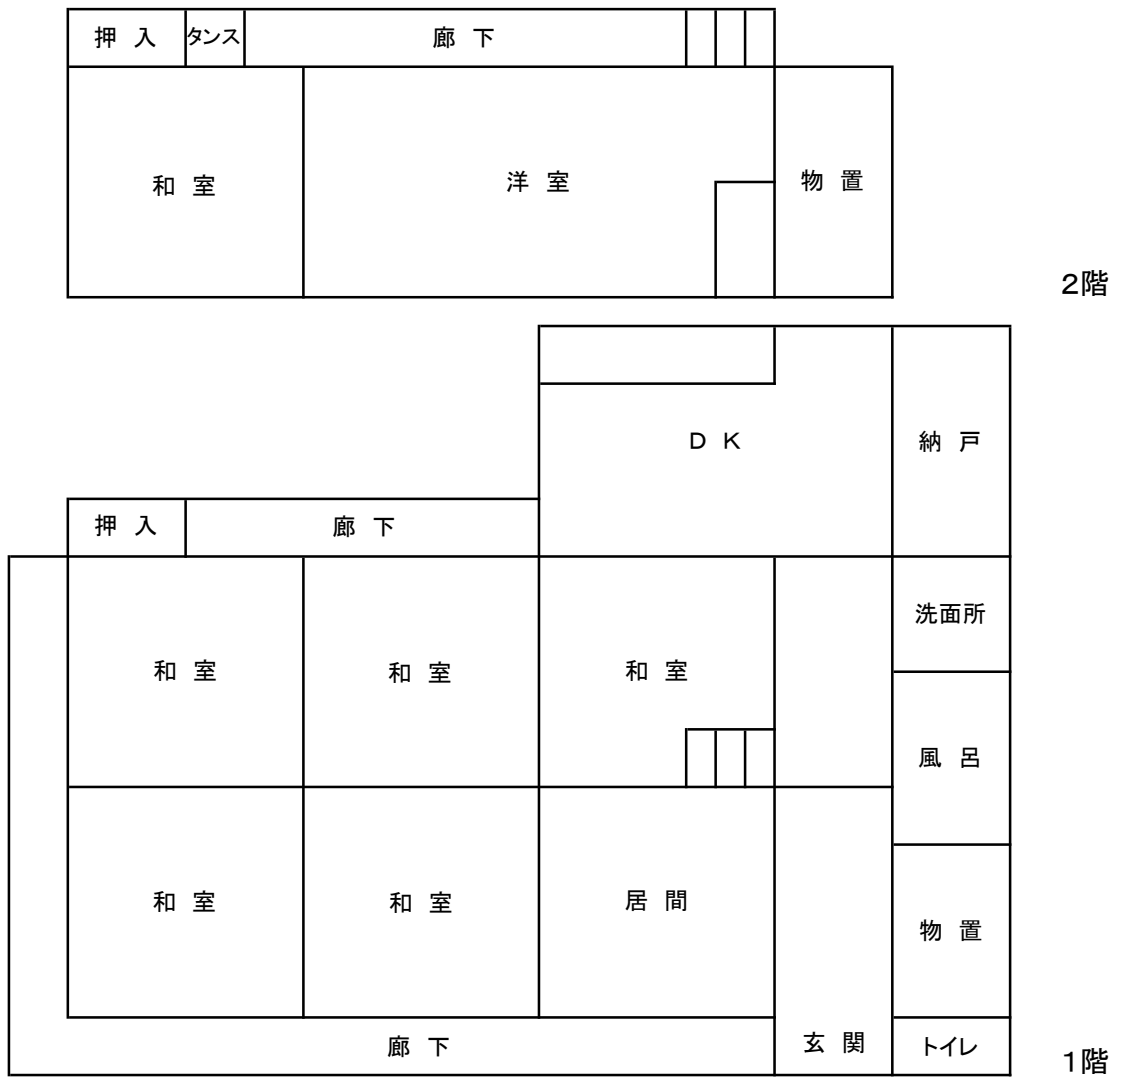 押 入
タンス
廊 下
和 室
洋 室
物 置
2階
DK
納 戸
押 入
廊 下
洗面所
和 室
和 室
和 室
風 呂
和 室
和 室
居 間
物 置
廊 下
玄 関
トイレ
1階